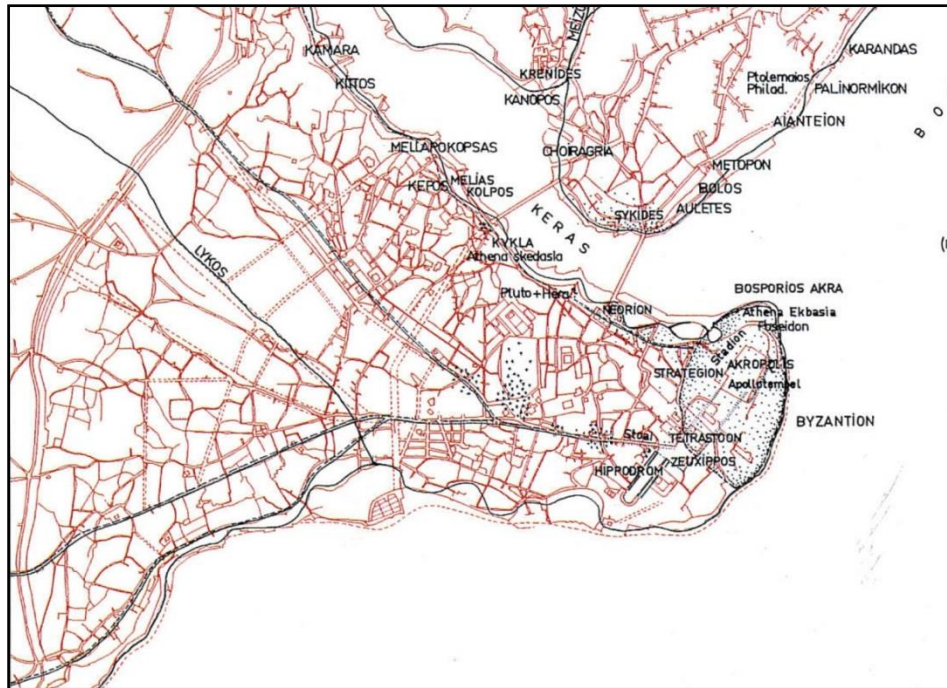 KAMARA
KITTOS
MEIZO
KRENIDES
KANOPOS
KARANDAS
Ptolemaios
Philad.
PALINORMIKON
AIANTEION
B O
CHOIRAGRIA
METOPON
BOLOS
AULETES
SYKIDES
MELLAROKOPSAS
MELIAS
KEPOS
KOLPOS
KERAS
KYKLA
Athena Skedasia
LYKOS
Pluto+Hera
NEORION
BOSPORIOS AKRA
Athena Ekbasia
Poseidon
Stadion
STRATEGION
AKROPOLIS
Apollotempel
BYZANTION
Stoai
TETRASTOON
ZEUXIPPOS
HIPPODROM